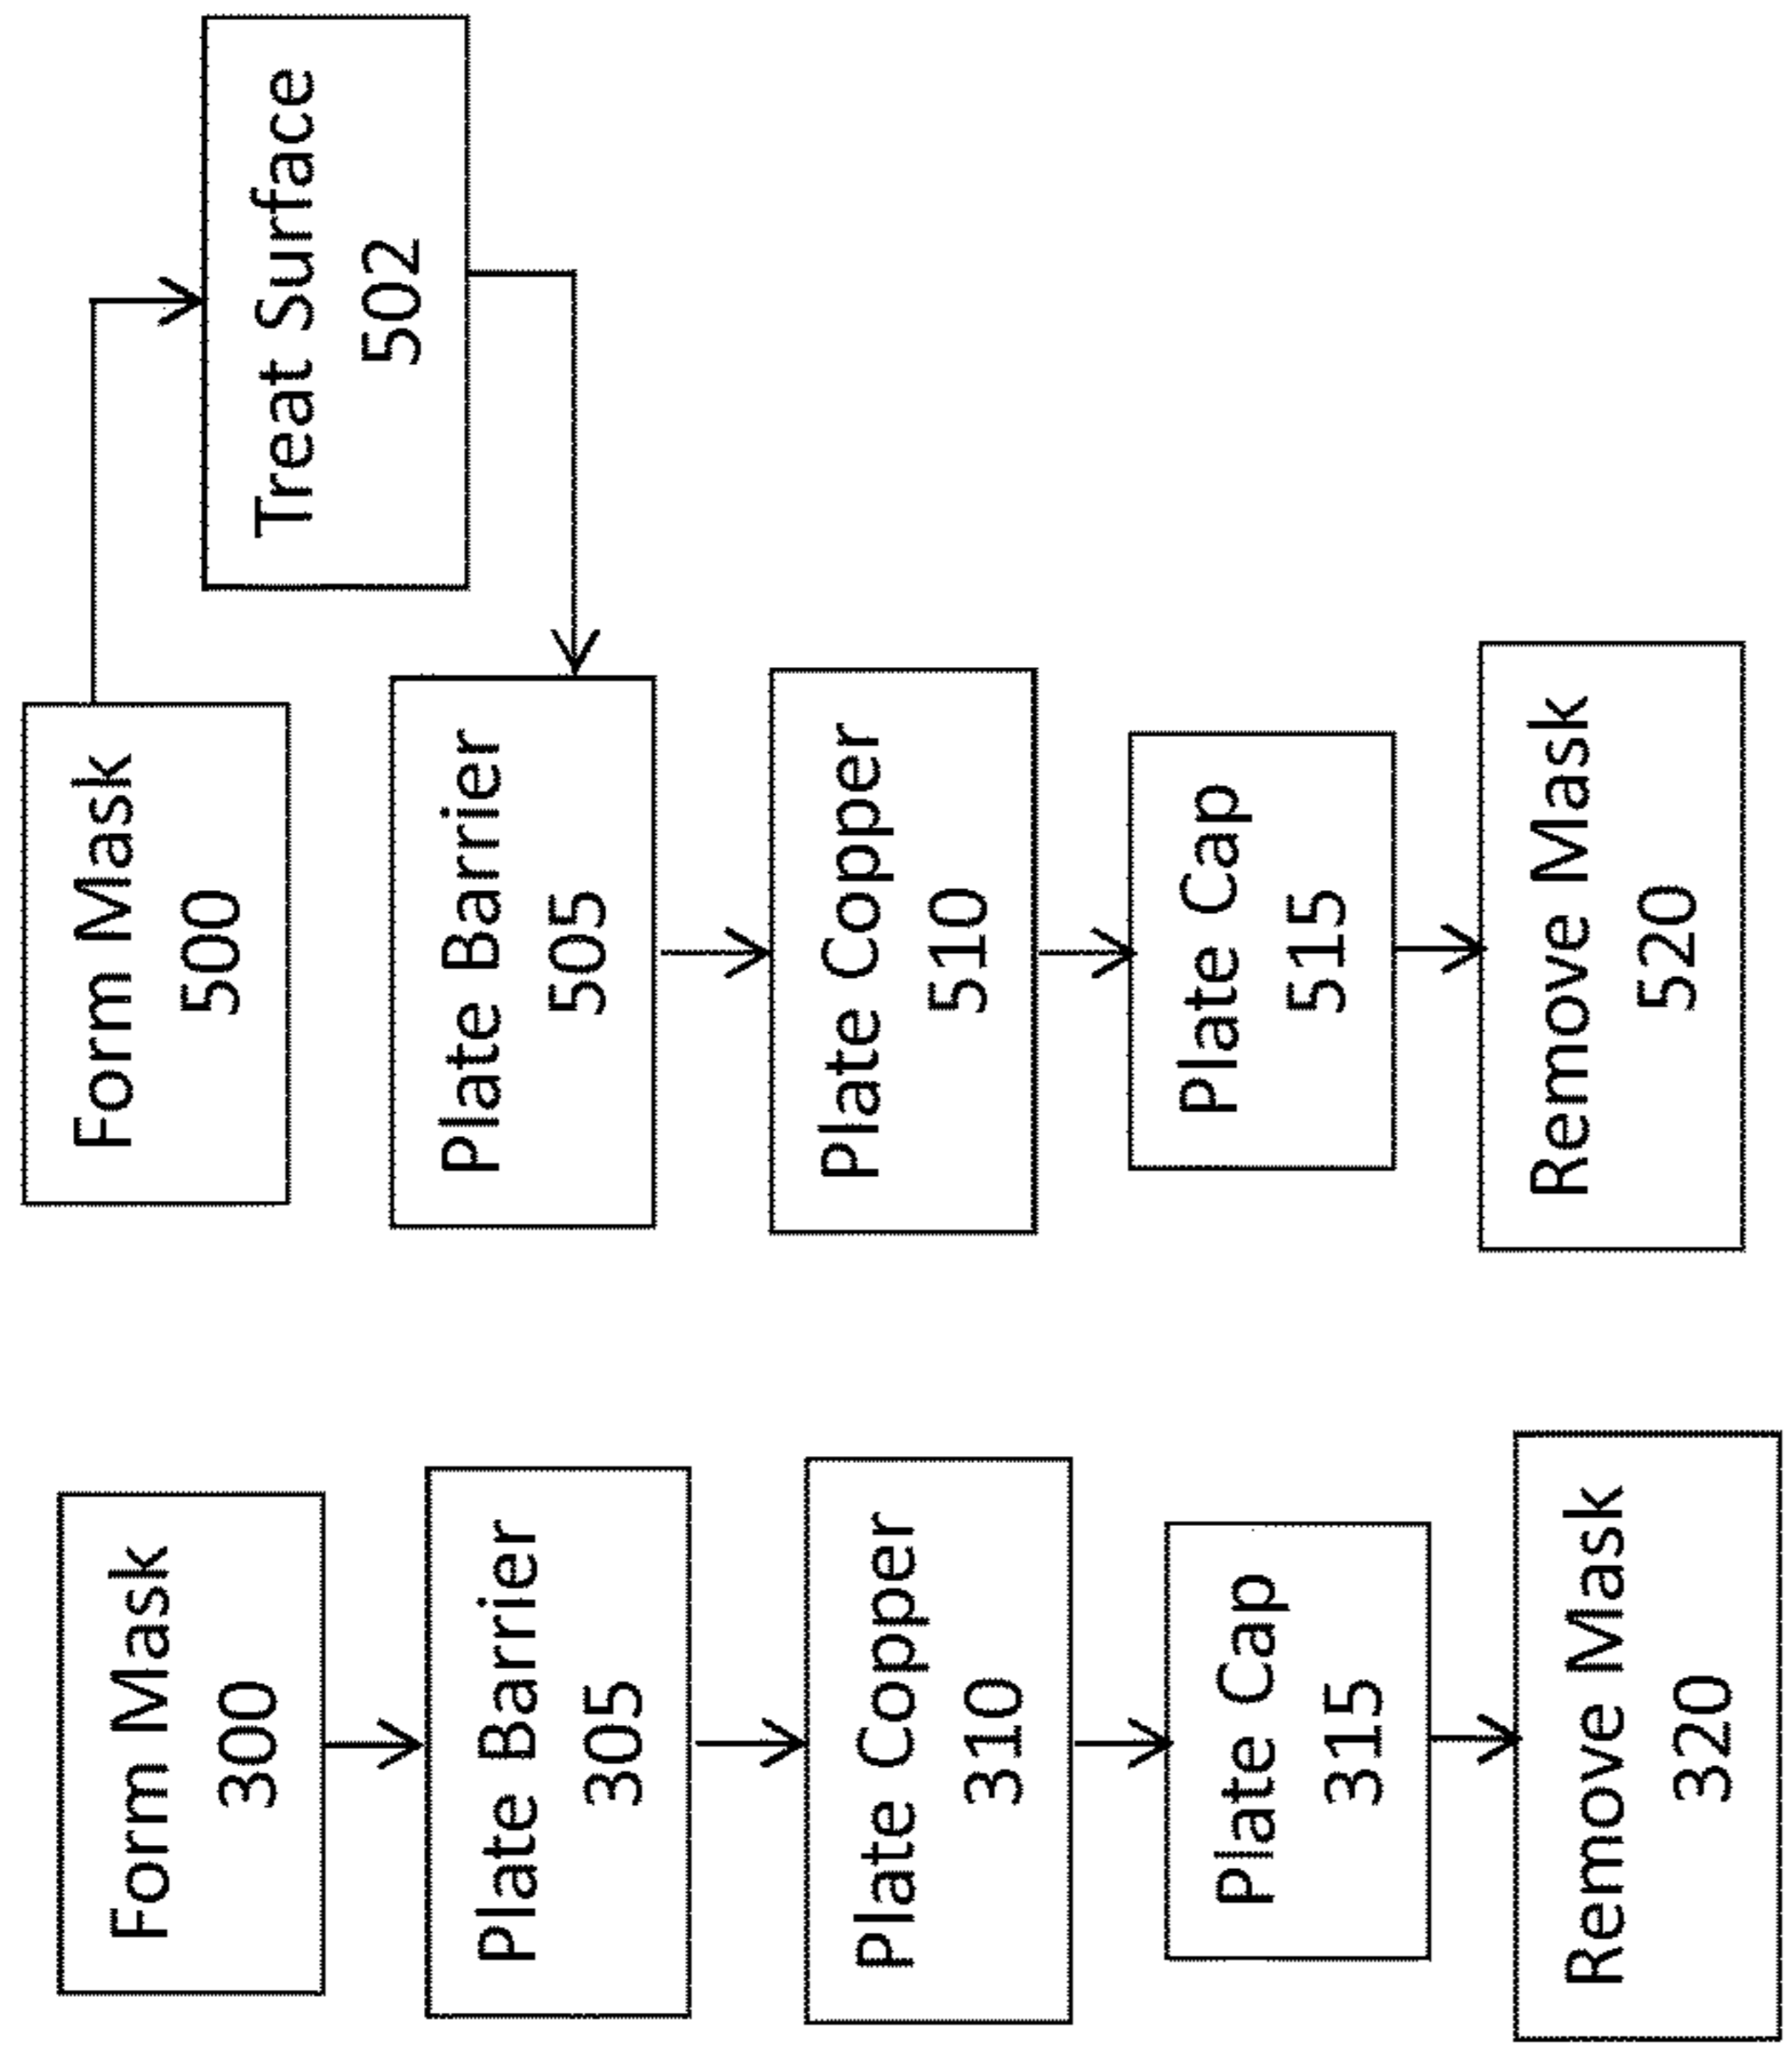 Form Mask
300
Plate Barrier
305
Plate Copper
310
Plate Cap
315
Remove Mask
320
Form Mask
500
Treat Surface
502
Plate Barrier
505
Plate Copper
510
Plate Cap
515
Remove Mask
520